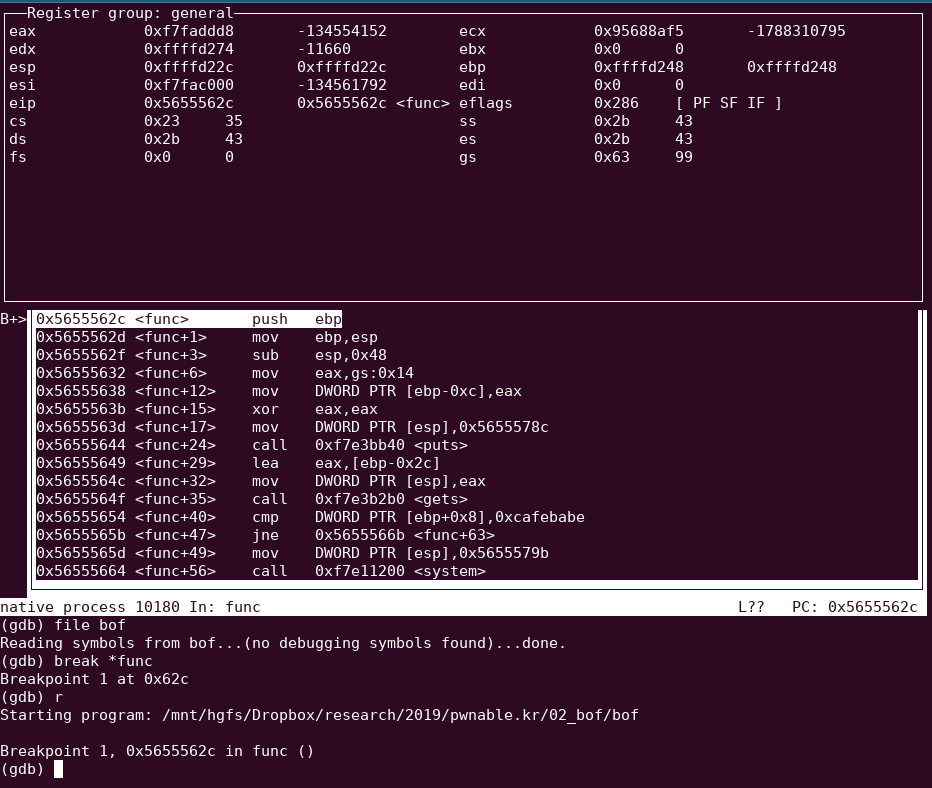 Register group: general
eax 0xf7faddd8 -134554152 ecx 0x95688af5 -1788310795
edx 0xffffd274 -11660 ebx 0x0 0
esp 0xffffd22c 0xffffd22c ebp 0xffffd248 0xffffd248
esi 0xf7fac000 -134561792 edi 0x0 0
eip 0x5655562c 0x5655562c <func> eflags 0x286 [ PF SF IF ]
cs 0x23 35 ss 0x2b 43
ds 0x2b 43 es 0x2b 43
fs 0x0 0 gs 0x63 99
B+> 0x5655562c <func> push ebp
0x5655562d <func+1> mov ebp,esp
0x5655562f <func+3> sub esp,0x48
0x56555632 <func+6> mov eax,gs:0x14
0x56555638 <func+12> mov DWORD PTR [ebp-0xc],eax
0x5655563b <func+15> xor eax,eax
0x5655563d <func+17> mov DWORD PTR [esp],0x5655578c
0x56555644 <func+24> call 0xf7e3bb40 <puts>
0x56555649 <func+29> lea eax,[ebp-0x2c]
0x5655564c <func+32> mov DWORD PTR [esp],eax
0x5655564f <func+35> call 0xf7e3b2b0 <gets>
0x56555654 <func+40> cmp DWORD PTR [ebp+0x8],0xcafebabe
0x5655565b <func+47> jne 0x5655566b <func+63>
0x5655565d <func+49> mov DWORD PTR [esp],0x5655579b
0x56555664 <func+56> call 0xf7e11200 <system>
native process 10180 In: func L?? PC: 0x5655562c
(gdb) file bof
Reading symbols from bof...(no debugging symbols found)...done.
(gdb) break *func
Breakpoint 1 at 0x62c
(gdb) r
Starting program: /mnt/hgfs/Dropbox/research/2019/pwnable.kr/02_bof/bof
Breakpoint 1, 0x5655562c in func ()
(gdb)